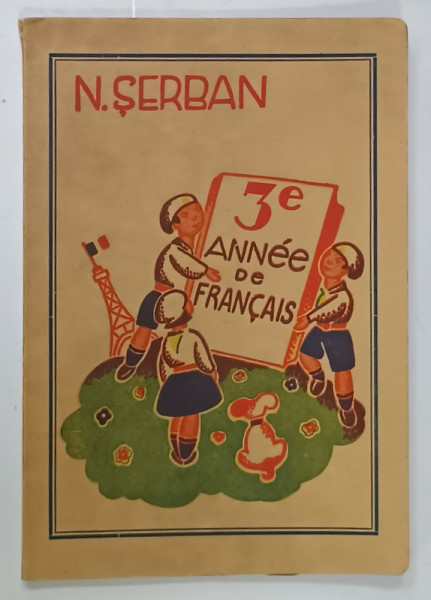 N. ŞERBAN
3e
ANNÉE
DE
FRANÇAIS